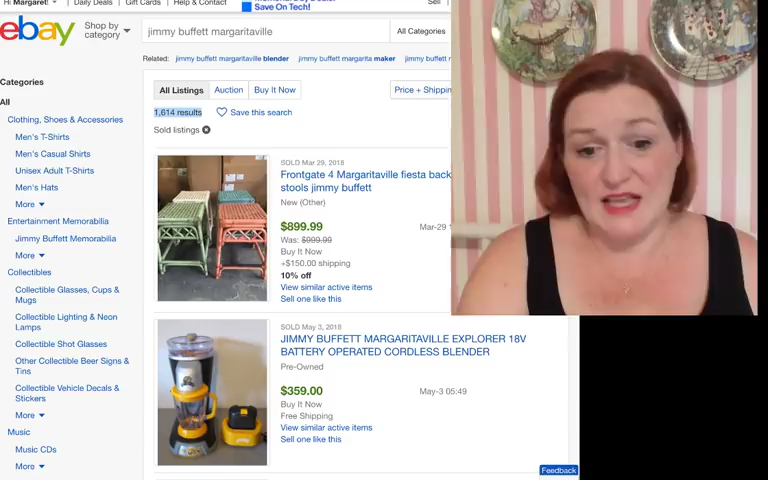 Hi Margaret!
Daily Deals
Gift Cards
Help & Contact
Save On Tech!
Sell
ebay
Shop by
category
jimmy buffett margaritaville
All Categories
Related: jimmy buffett margaritaville blender jimmy buffett margarita maker jimmy buffett
Categories
All
Clothing, Shoes & Accessories
Men's T-Shirts
Men's Casual Shirts
Unisex Adult T-Shirts
Men's Hats
More
Entertainment Memorabilia
Jimmy Buffett Memorabilia
More
Collectibles
Collectible Glasses, Cups &
Mugs
Collectible Lighting & Neon
Lamps
Collectible Shot Glasses
Other Collectible Beer Signs &
Tins
Collectible Vehicle Decals &
Stickers
More
Music
Music CDs
More
All Listings Auction Buy It Now
Price + Shippin
1,614 results Save this search
Sold listings
SOLD Mar 29, 2018
Frontgate 4 Margaritaville fiesta back
stools jimmy buffett
New (Other)
$899.99 Mar-29 1
Was: $999.99
Buy It Now
+$150.00 shipping
10% off
View similar active items
Sell one like this
SOLD May 3, 2018
JIMMY BUFFETT MARGARITAVILLE EXPLORER 18V
BATTERY OPERATED CORDLESS BLENDER
Pre-Owned
$359.00 May-3 05:49
Buy It Now
Free Shipping
View similar active items
Sell one like this
Feedback